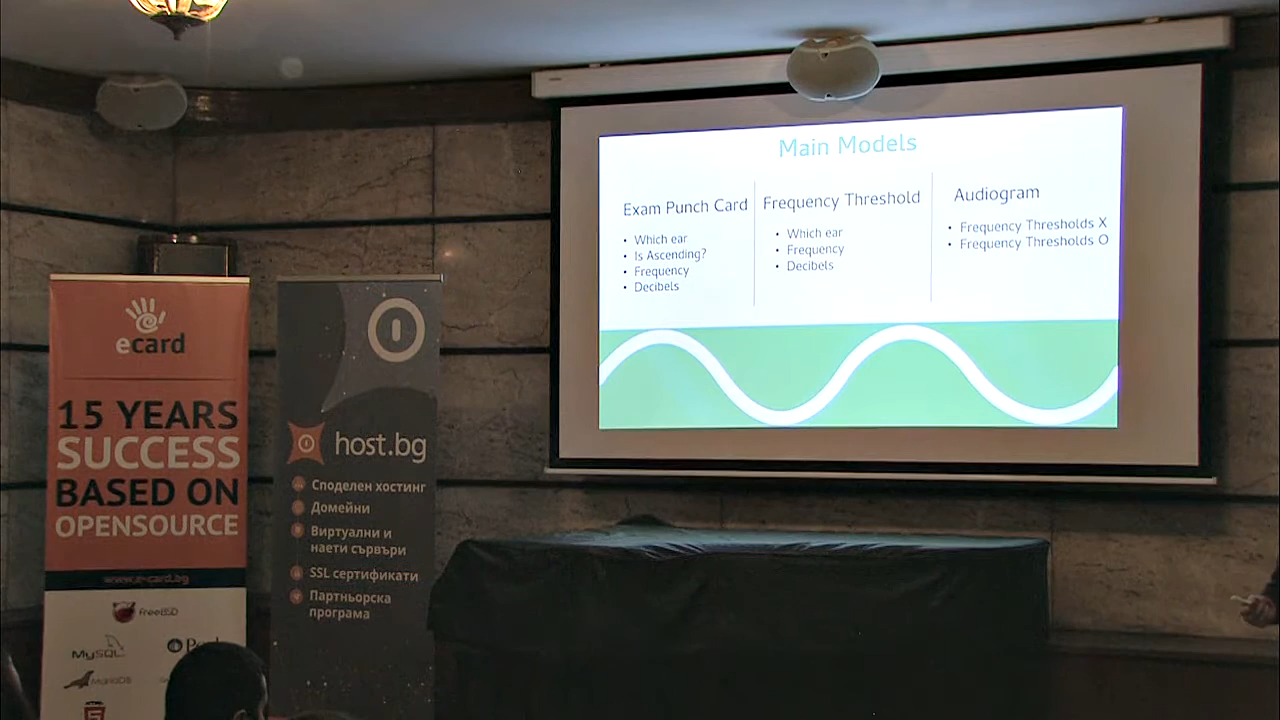 Main Models
Exam Punch Card
• Which ear
• Is Ascending?
• Frequency
• Decibels
Frequency Threshold
• Which ear
• Frequency
• Decibels
Audiogram
• Frequency Thresholds X
• Frequency Thresholds O
ecard
15 YEARS
SUCCESS
BASED ON
OPENSOURCE
www.e-card.bg
FreeBSD
MySQL
MariaDB
host.bg
Споделен хостинг
Домейни
Виртуални и
наети сървъри
SSL сертификати
Партньорска
програма